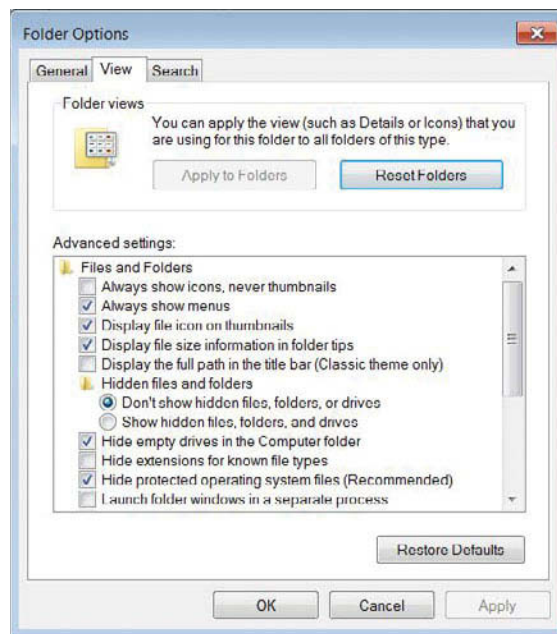 Folder Options
General View Search
Folder views
You can apply the view (such as Details or Icons) that you
are using for this folder to all folders of this type.
Apply to Folders Reset Folders
Advanced settings:
Files and Folders
Always show icons, never thumbnails
Always show menus
Display file icon on thumbnails
Display file size information in folder tips
Display the full path in the title bar (Classic theme only)
Hidden files and folders
Don't show hidden files, folders, or drives
Show hidden files, folders, and drives
Hide empty drives in the Computer folder
Hide extensions for known file types
Hide protected operating system files (Recommended)
Launch folder windows in a separate process
Restore Defaults
OK Cancel Apply